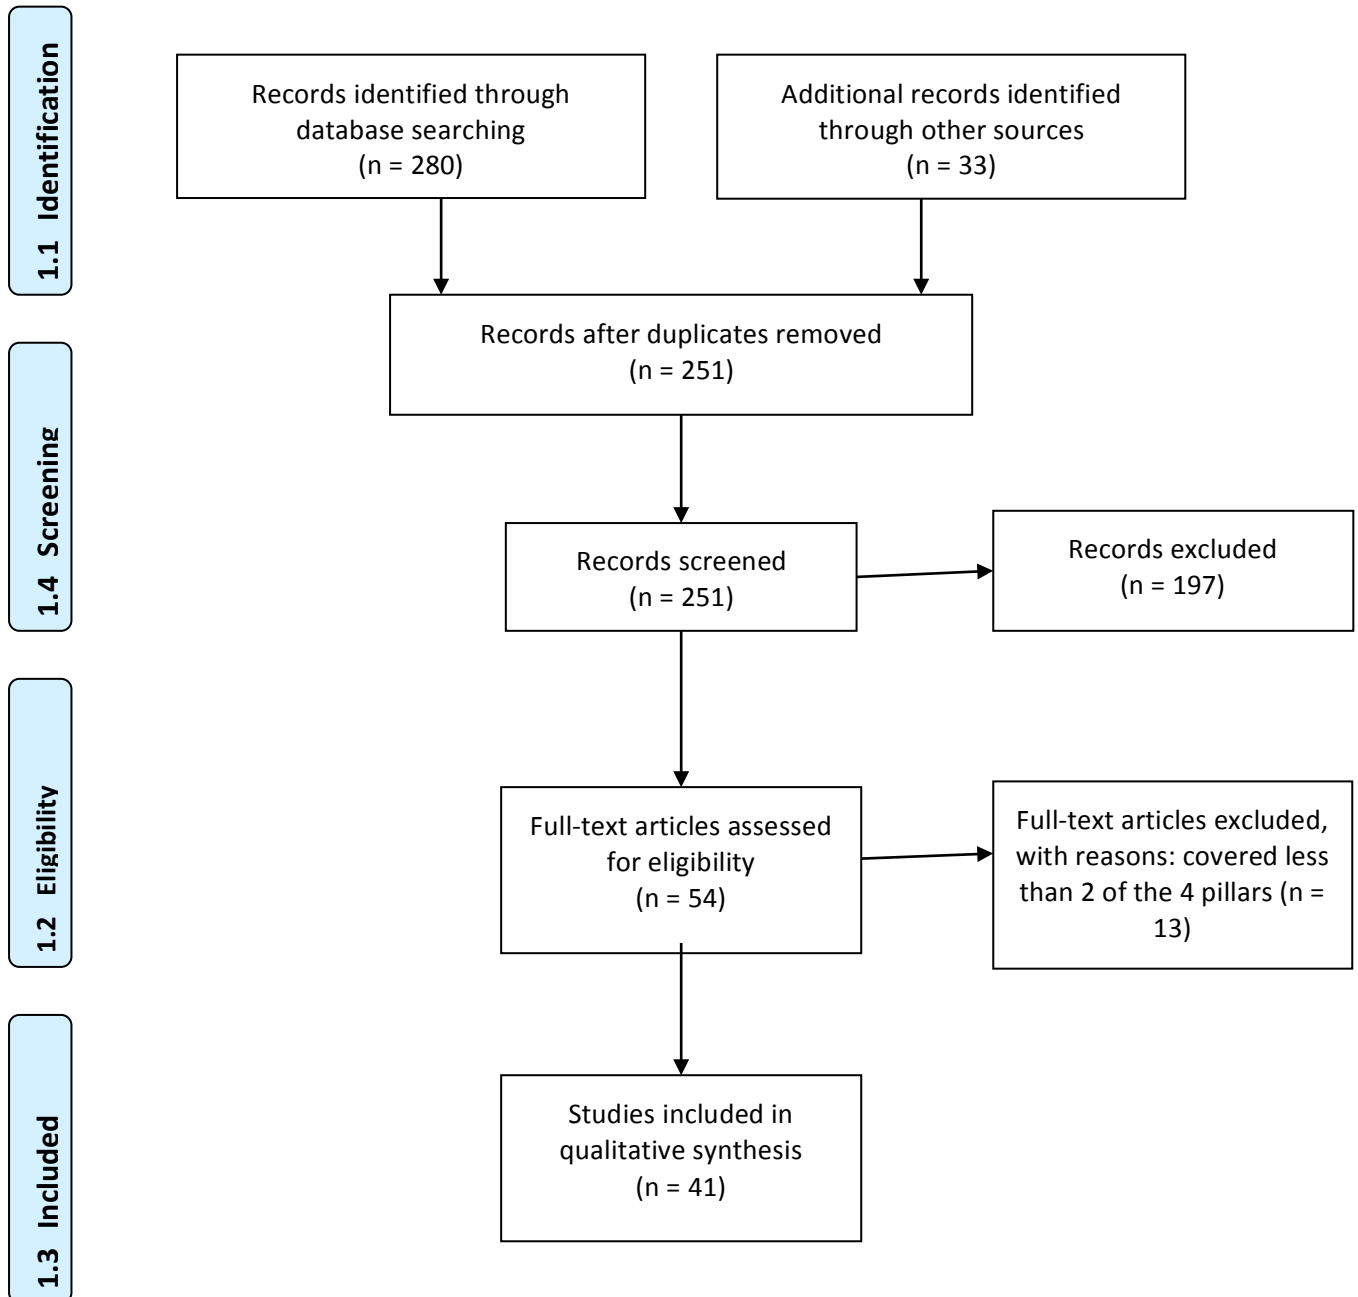 1.1 Identification
Records identified through
database searching
(n = 280)
Additional records identified
through other sources
(n = 33)
Records after duplicates removed
(n = 251)
1.4 Screening
Records screened
(n = 251)
Records excluded
(n = 197)
1.2 Eligibility
Full-text articles assessed
for eligibility
(n = 54)
Full-text articles excluded,
with reasons: covered less
than 2 of the 4 pillars (n =
13)
1.3 Included
Studies included in
qualitative synthesis
(n = 41)